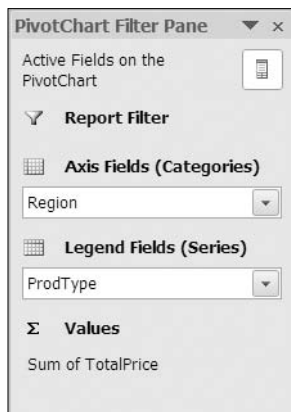 PivotChart Filter Pane
Active Fields on the
PivotChart
Report Filter
Axis Fields (Categories)
Region
Legend Fields (Series)
ProdType
Σ Values
Sum of TotalPrice